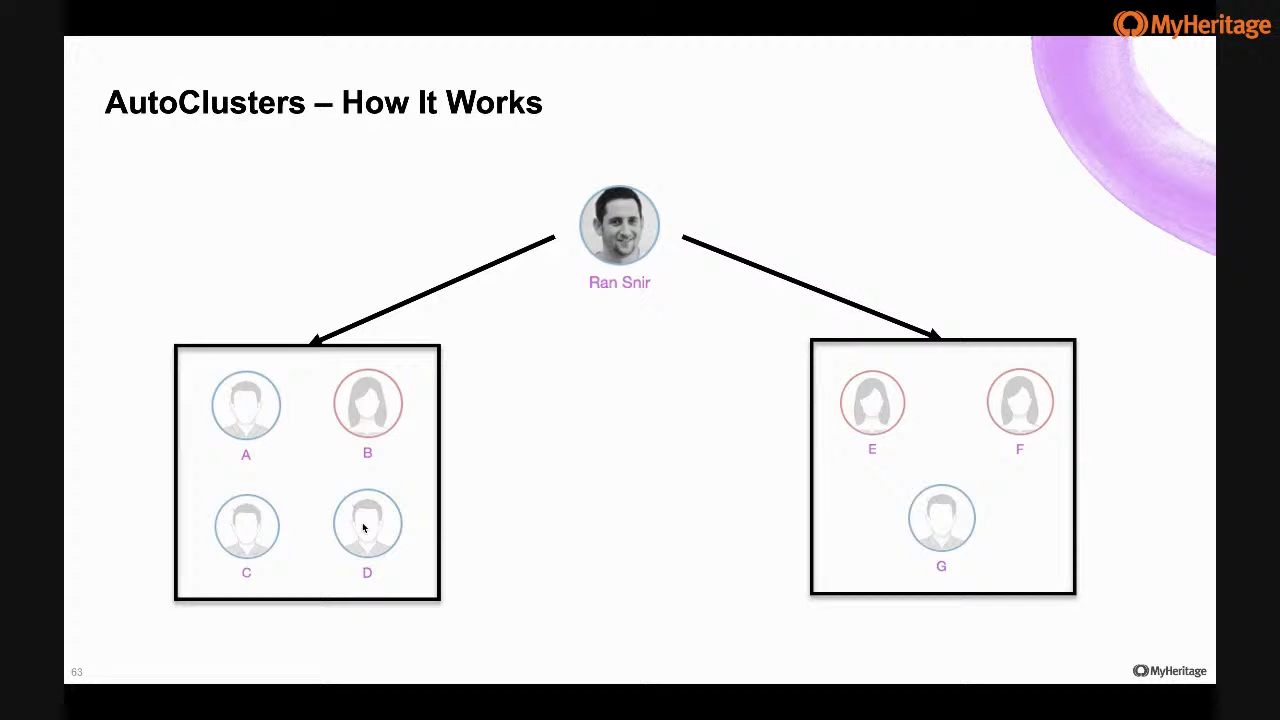 MyHeritage
AutoClusters – How It Works
Ran Snir
A
B
E
F
C
D
G
63
MyHeritage